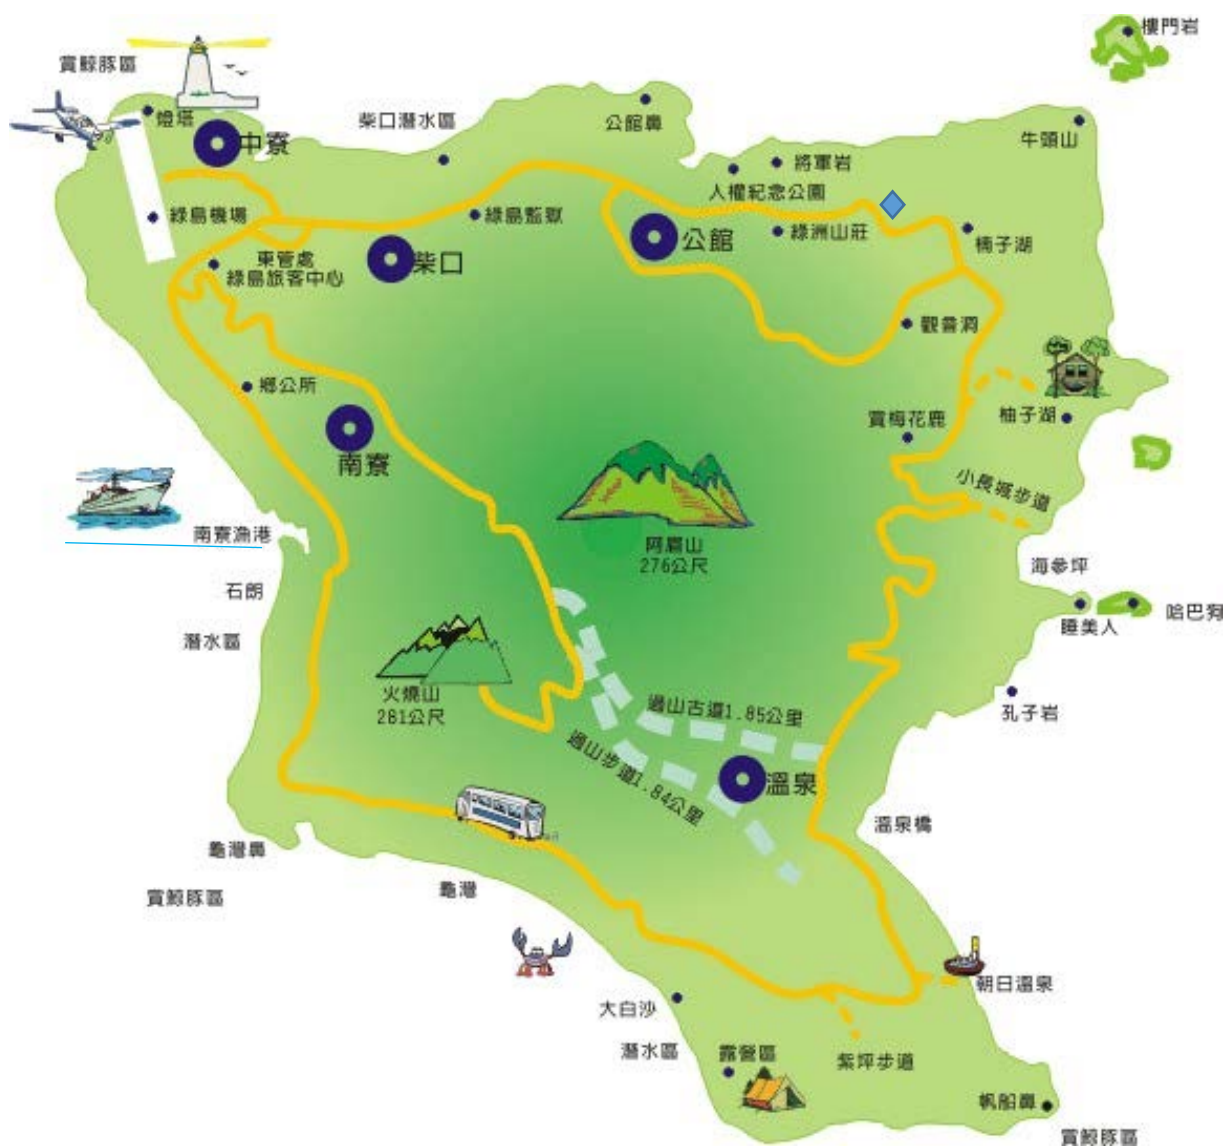 樓門岩
賞鯨豚區
燈塔
中寮
柴口潛水區
公館鼻
牛頭山
將軍岩
人權紀念公園
綠島機場
綠島監獄
公館
綠洲山莊
楠子湖
東管處
綠島旅客中心
柴口
觀音洞
鄉公所
賞梅花鹿
柚子湖
南寮
小長城步道
南寮漁港
阿眉山
276公尺
海參坪
石朗
潛水區
睡美人
哈巴狗
火燒山
281公尺
過山古道1.85公里
孔子岩
過山步道1.84公里
溫泉
溫泉橋
龜灣鼻
賞鯨豚區
龜灣
朝日溫泉
大白沙
潛水區
露營區
紫坪步道
帆船鼻
賞鯨豚區